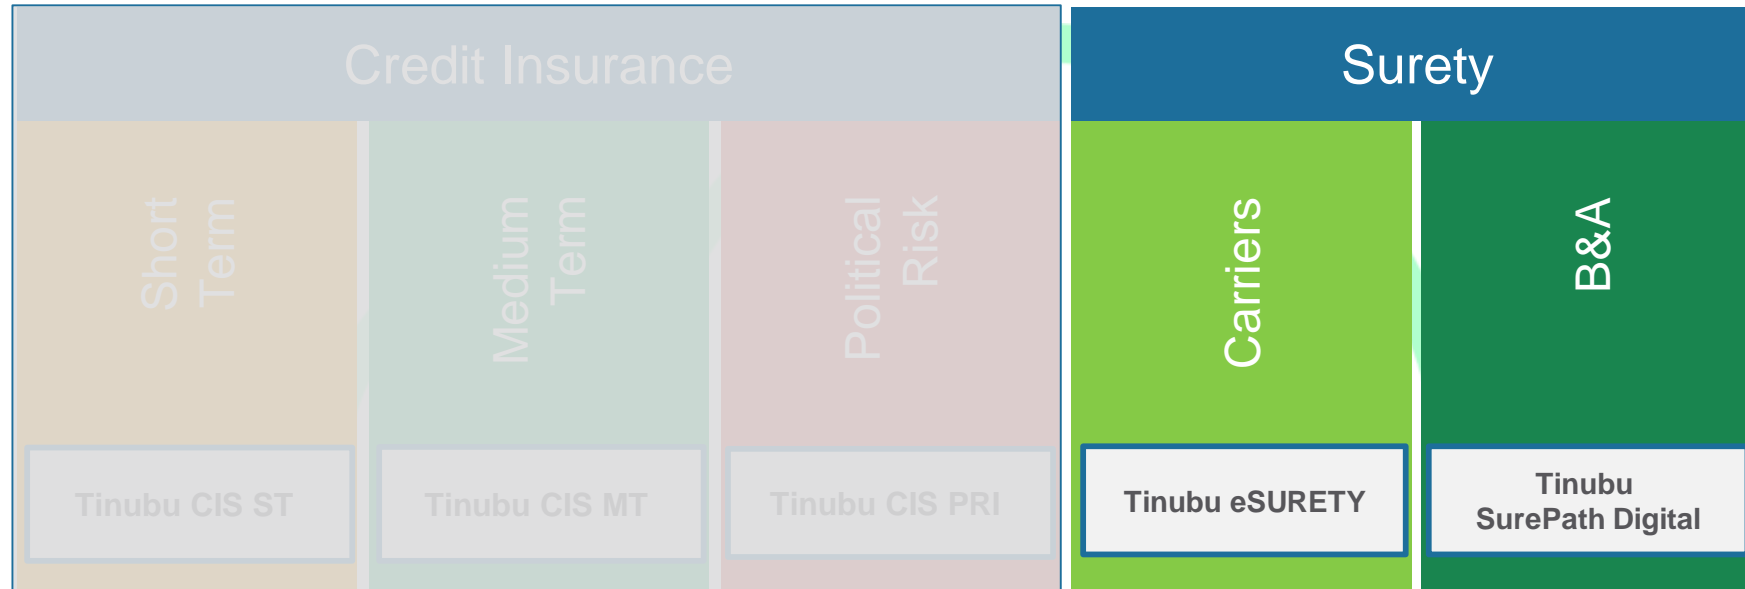 Credit Insurance
Surety
Short
Term
Medium
Term
Political
Risk
Carriers
B&A
Tinubu CIS ST
Tinubu CIS MT
Tinubu CIS PRI
Tinubu eSURETY
Tinubu
SurePath Digital